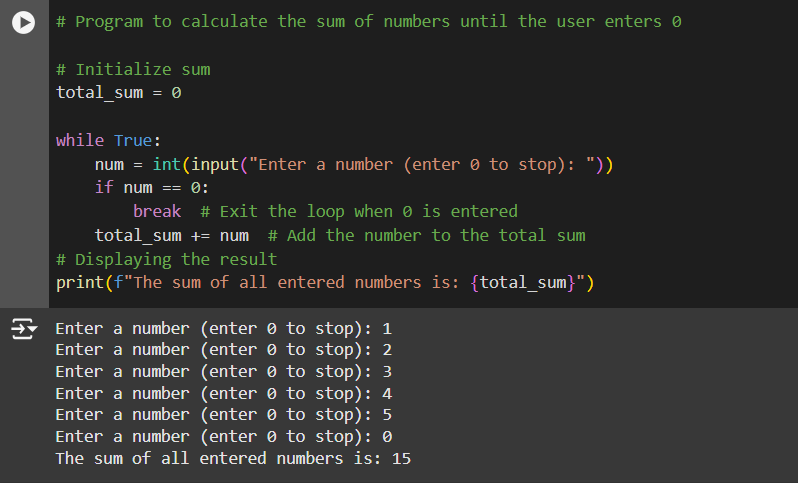 # Program to calculate the sum of numbers until the user enters 0
# Initialize sum
total_sum = 0
while True:
    num = int(input("Enter a number (enter 0 to stop): "))
    if num == 0:
        break  # Exit the loop when 0 is entered
    total_sum += num  # Add the number to the total sum
# Displaying the result
print(f"The sum of all entered numbers is: {total_sum}")
Enter a number (enter 0 to stop): 1
Enter a number (enter 0 to stop): 2
Enter a number (enter 0 to stop): 3
Enter a number (enter 0 to stop): 4
Enter a number (enter 0 to stop): 5
Enter a number (enter 0 to stop): 0
The sum of all entered numbers is: 15